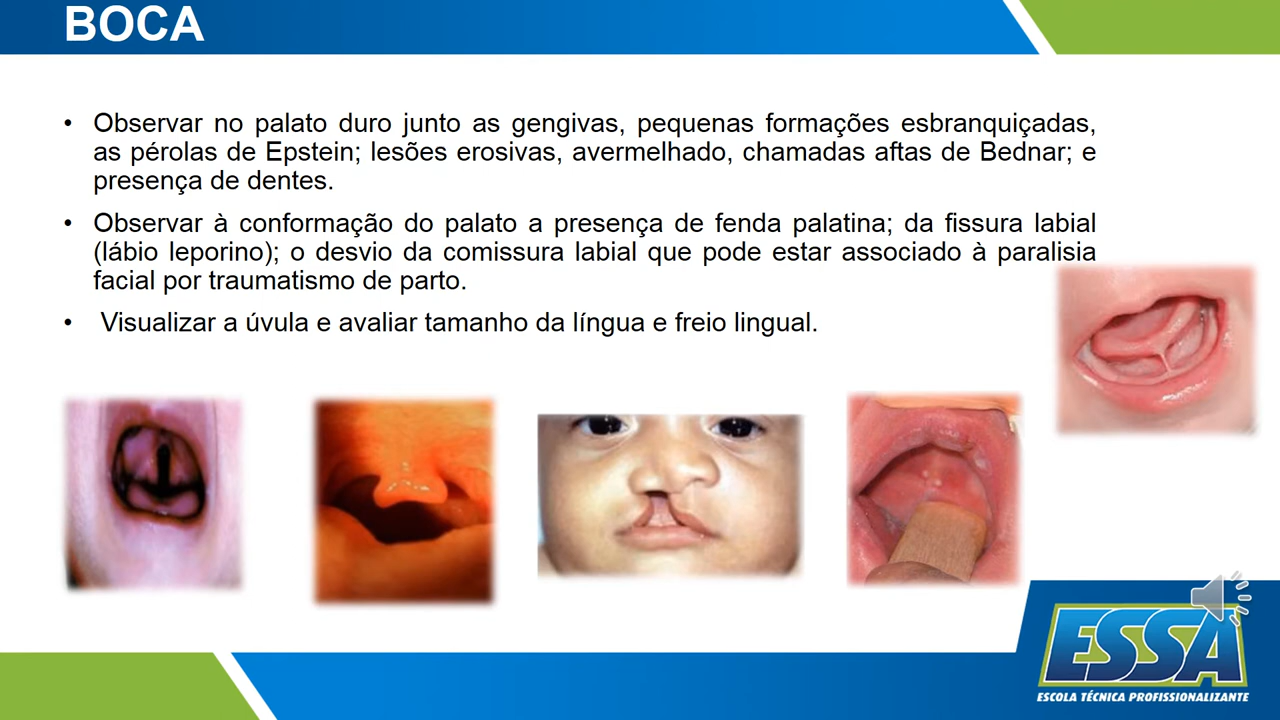 BOCA
• Observar no palato duro junto as gengivas, pequenas formações esbranquiçadas,
as pérolas de Epstein; lesões erosivas, avermelhado, chamadas aftas de Bednar; e
presença de dentes.
• Observar à conformação do palato a presença de fenda palatina; da fissura labial
(lábio leporino); o desvio da comissura labial que pode estar associado à paralisia
facial por traumatismo de parto.
• Visualizar a úvula e avaliar tamanho da língua e freio lingual.
ESSA
ESCOLA TÉCNICA PROFISSIONALIZANTE